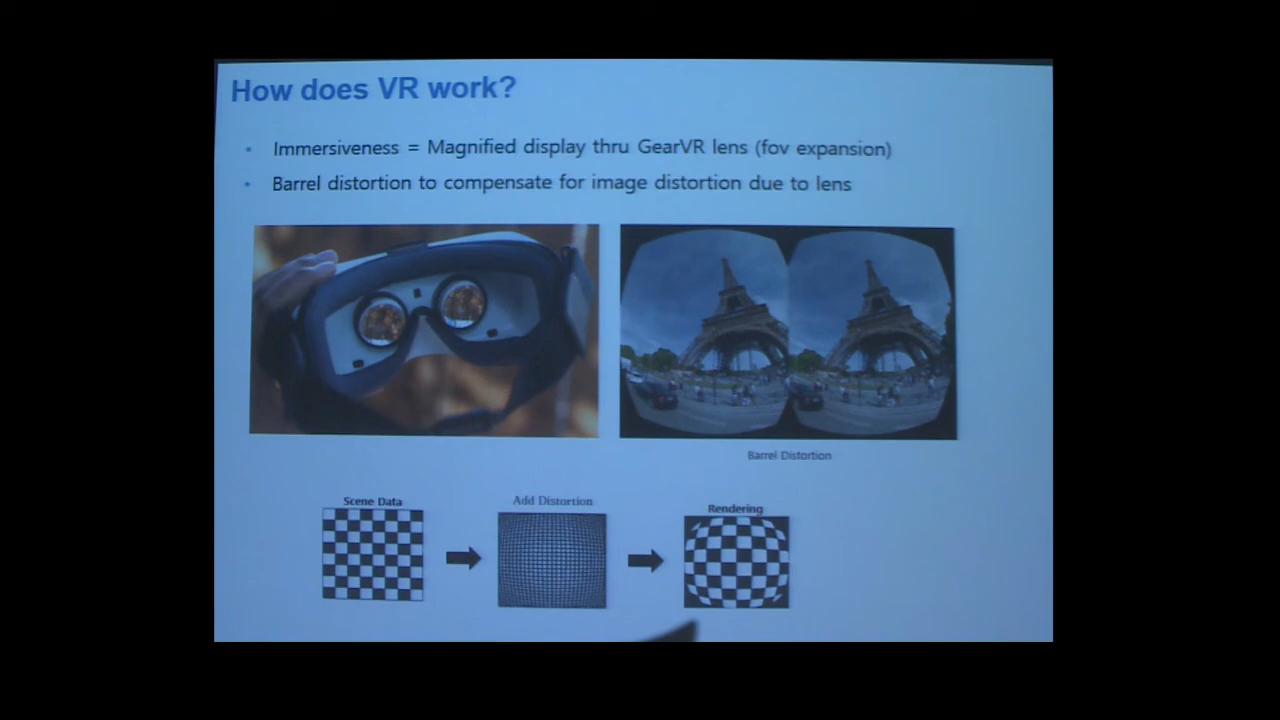 How does VR work?
• Immersiveness = Magnified display thru GearVR lens (fov expansion)
• Barrel distortion to compensate for image distortion due to lens
Barrel Distortion
Scene Data
Add Distortion
Rendering